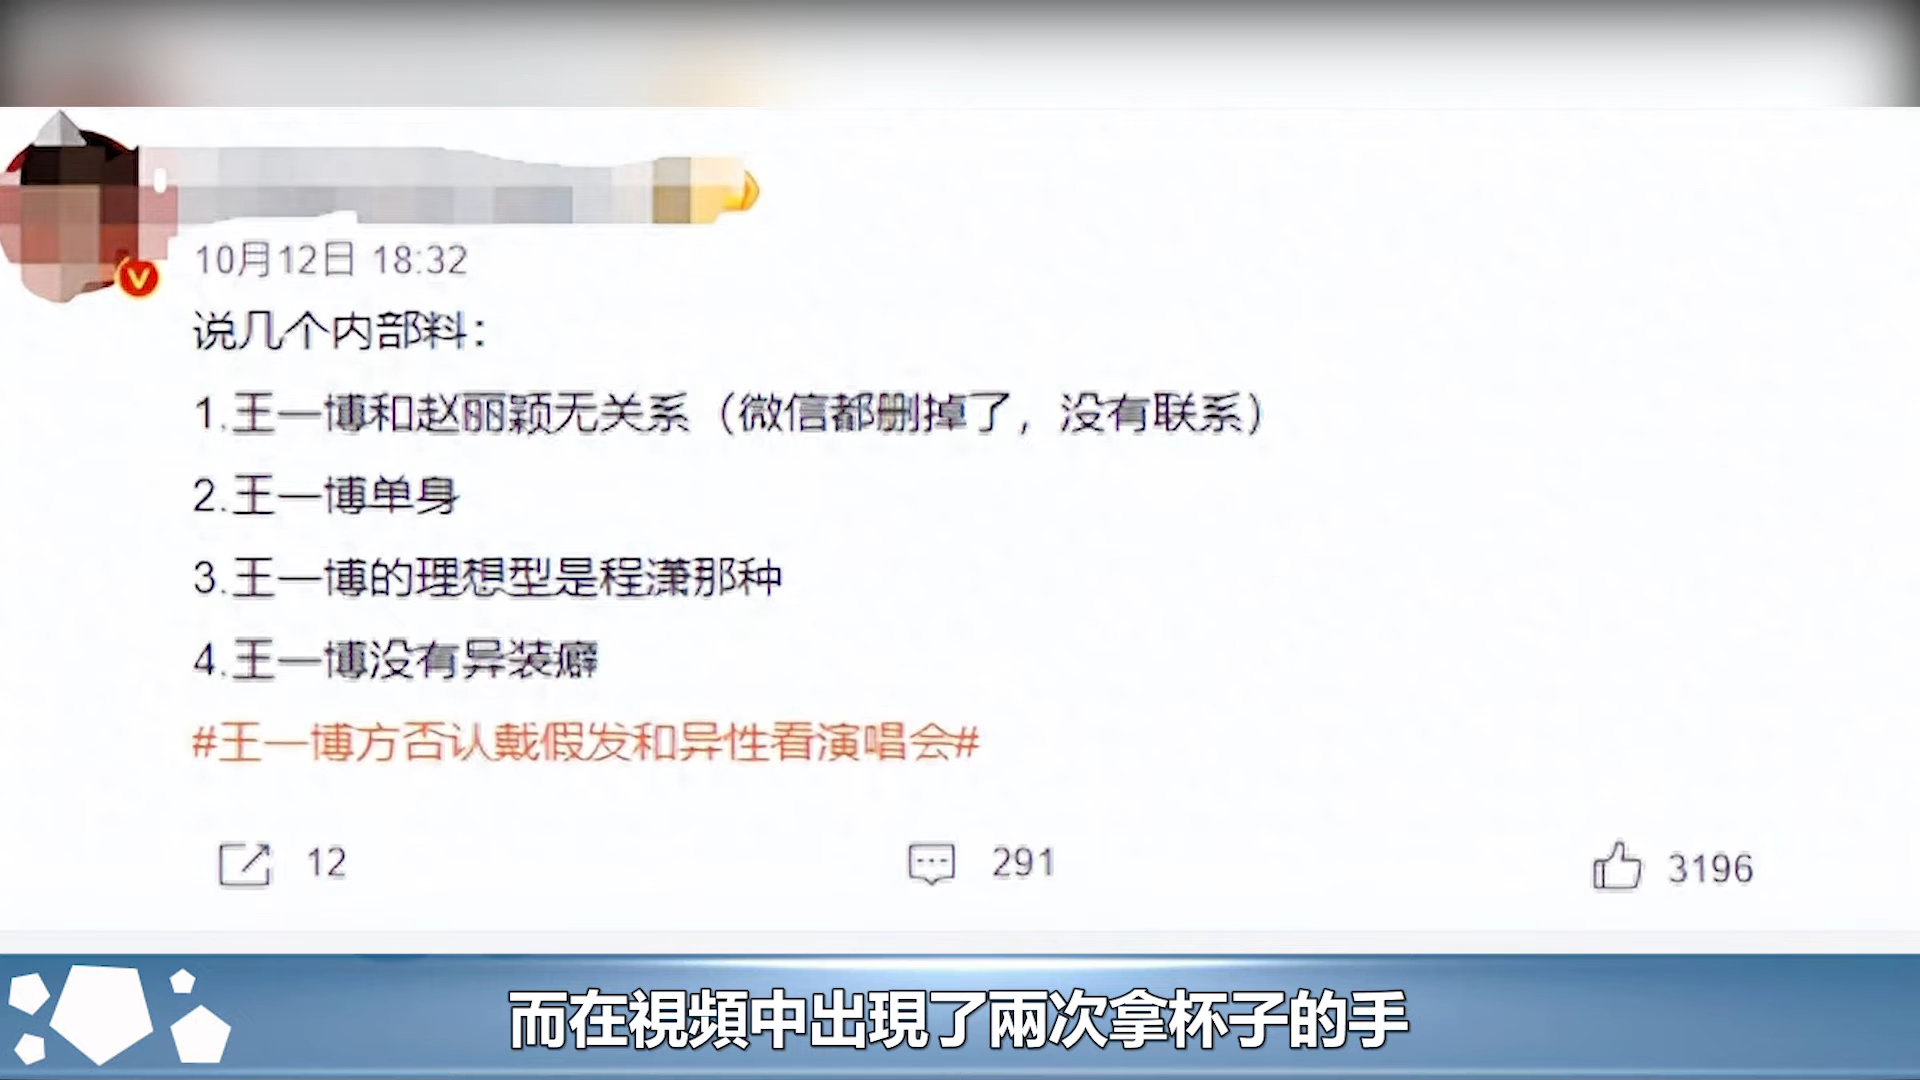 10月12日 18:32
说几个内部料：
1.王一博和赵丽颖无关系（微信都删掉了，没有联系）
2.王一博单身
3.王一博的理想型是程潇那种
4.王一博没有异装癖
#王一博方否认戴假发和异性看演唱会#
12
291
3196
而在視頻中出現了兩次拿杯子的手